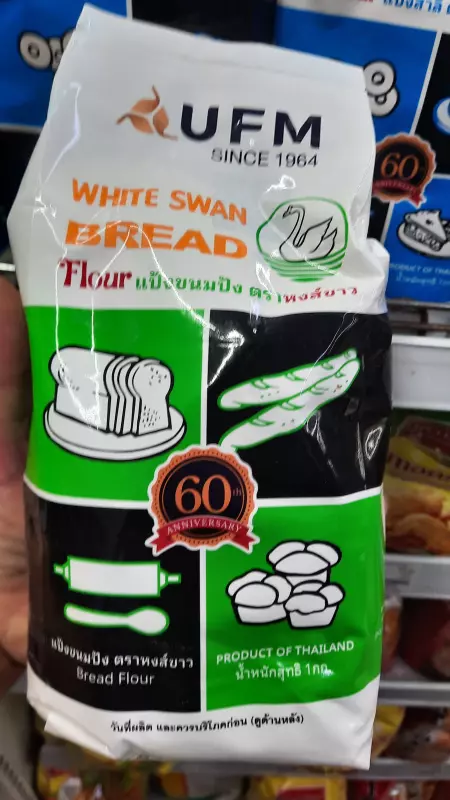 UFM
SINCE 1964
WHITE SWAN
BREAD
Flour แป้งขนมปัง ตราหงส์ขาว
60th
ANNIVERSARY
แป้งขนมปัง ตราหงส์ขาว
Bread Flour
PRODUCT OF THAILAND
น้ำหนักสุทธิ 1กก.
วันที่ผลิต และควรบริโภคก่อน (ดูด้านหลัง)
60
ANNIVERSARY
PRODUCT OF